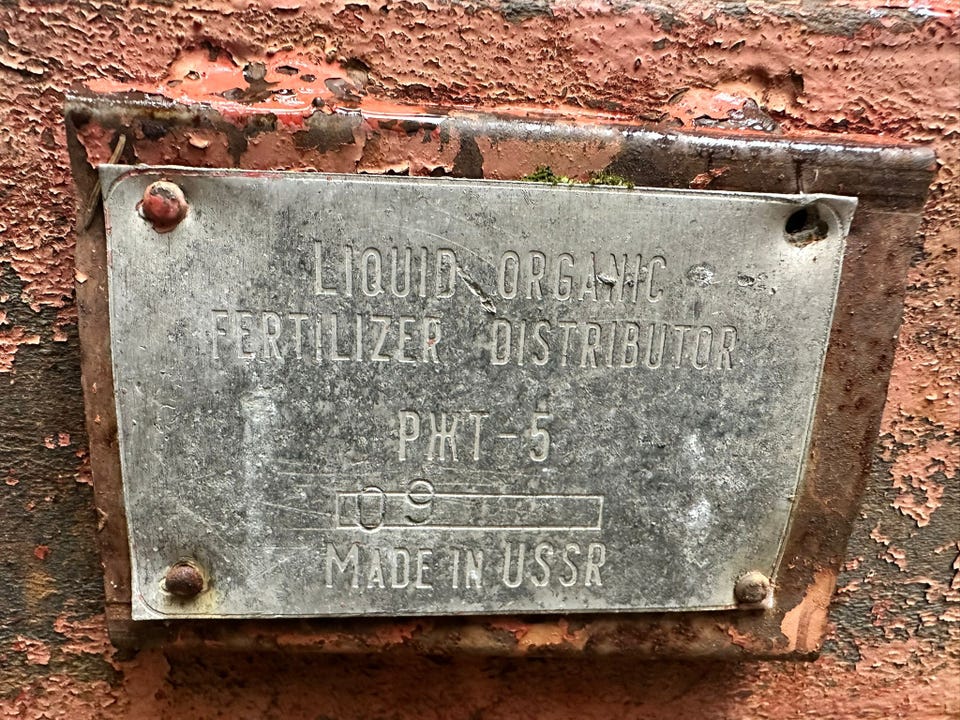 LIQUID ORGANIC
FERTILIZER DISTRIBUTOR
РЖТ-5
09
MADE IN USSR